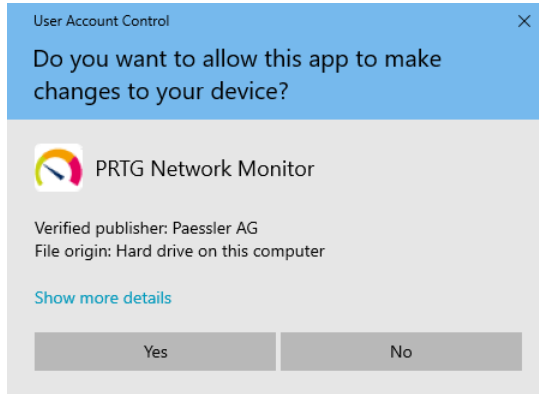 User Account Control
Do you want to allow this app to make
changes to your device?
PRTG Network Monitor
Verified publisher: Paessler AG
File origin: Hard drive on this computer
Show more details
Yes
No